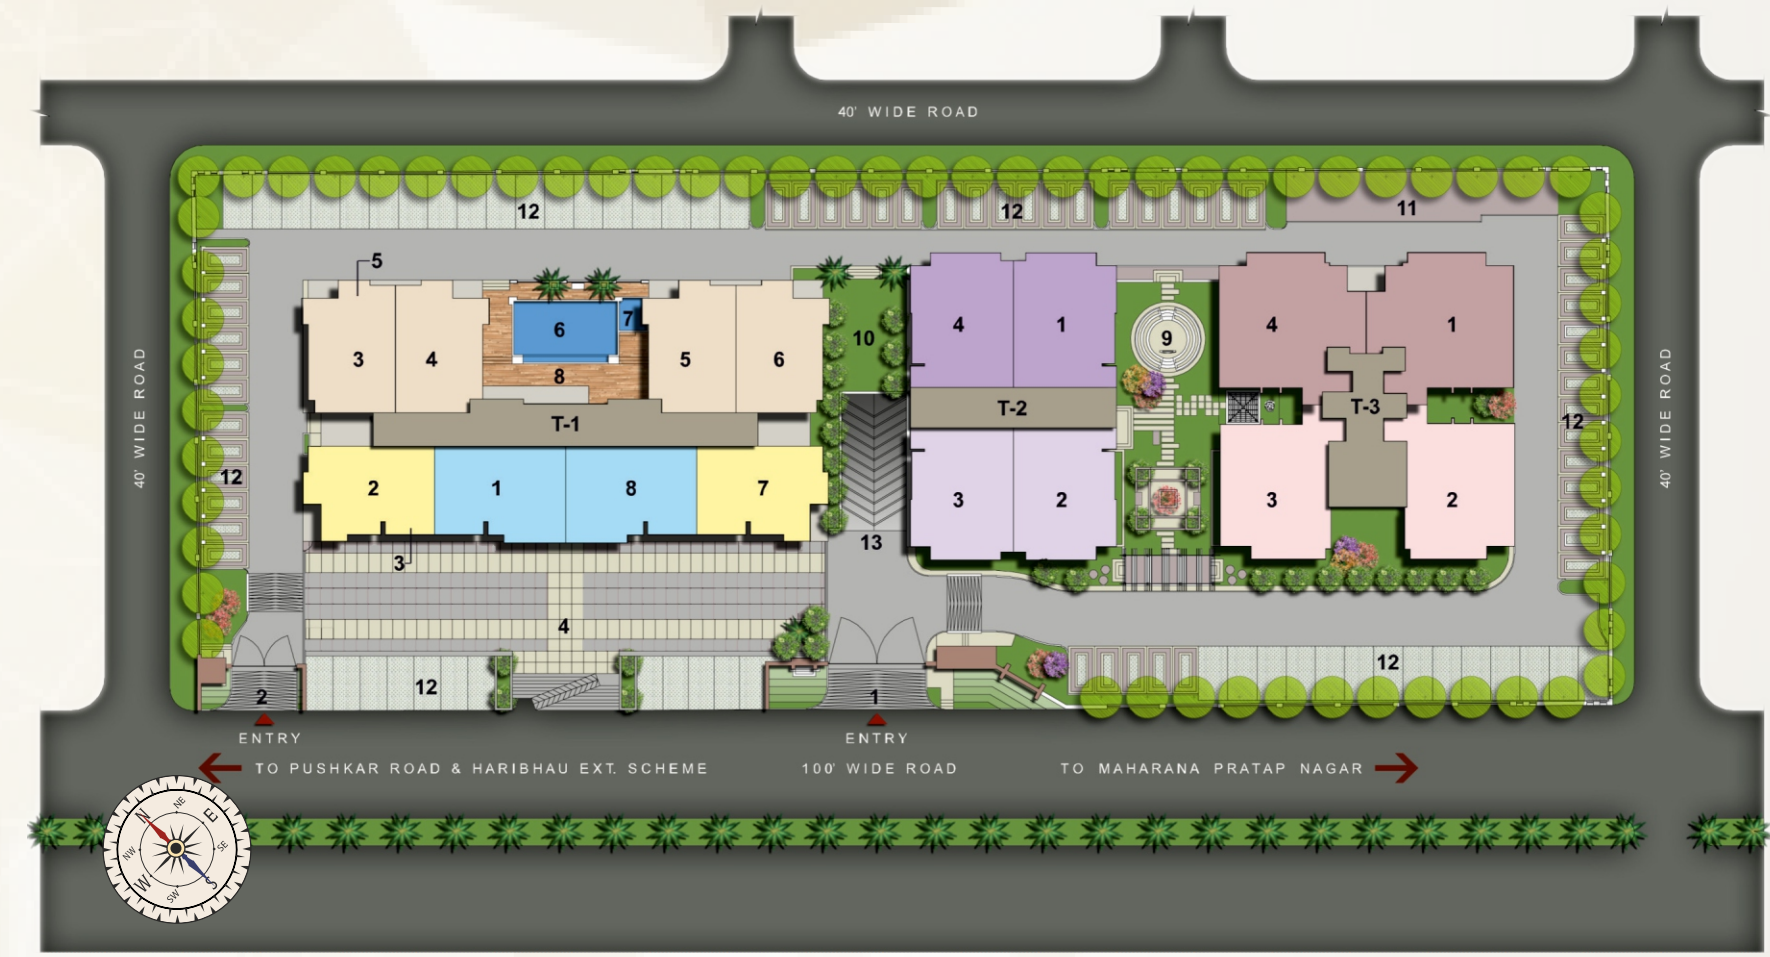 40' WIDE ROAD
12
12
11
5
3
4
6
7
8
5
6
10
4
1
9
4
1
T-1
T-2
T-3
12
40' WIDE ROAD
40' WIDE ROAD
12
2
1
8
7
3
2
3
2
3
13
4
12
12
2
1
ENTRY
ENTRY
TO PUSHKAR ROAD & HARIBHAU EXT. SCHEME
100' WIDE ROAD
TO MAHARANA PRATAP NAGAR
N
NE
E
NW
SE
W
SW
S